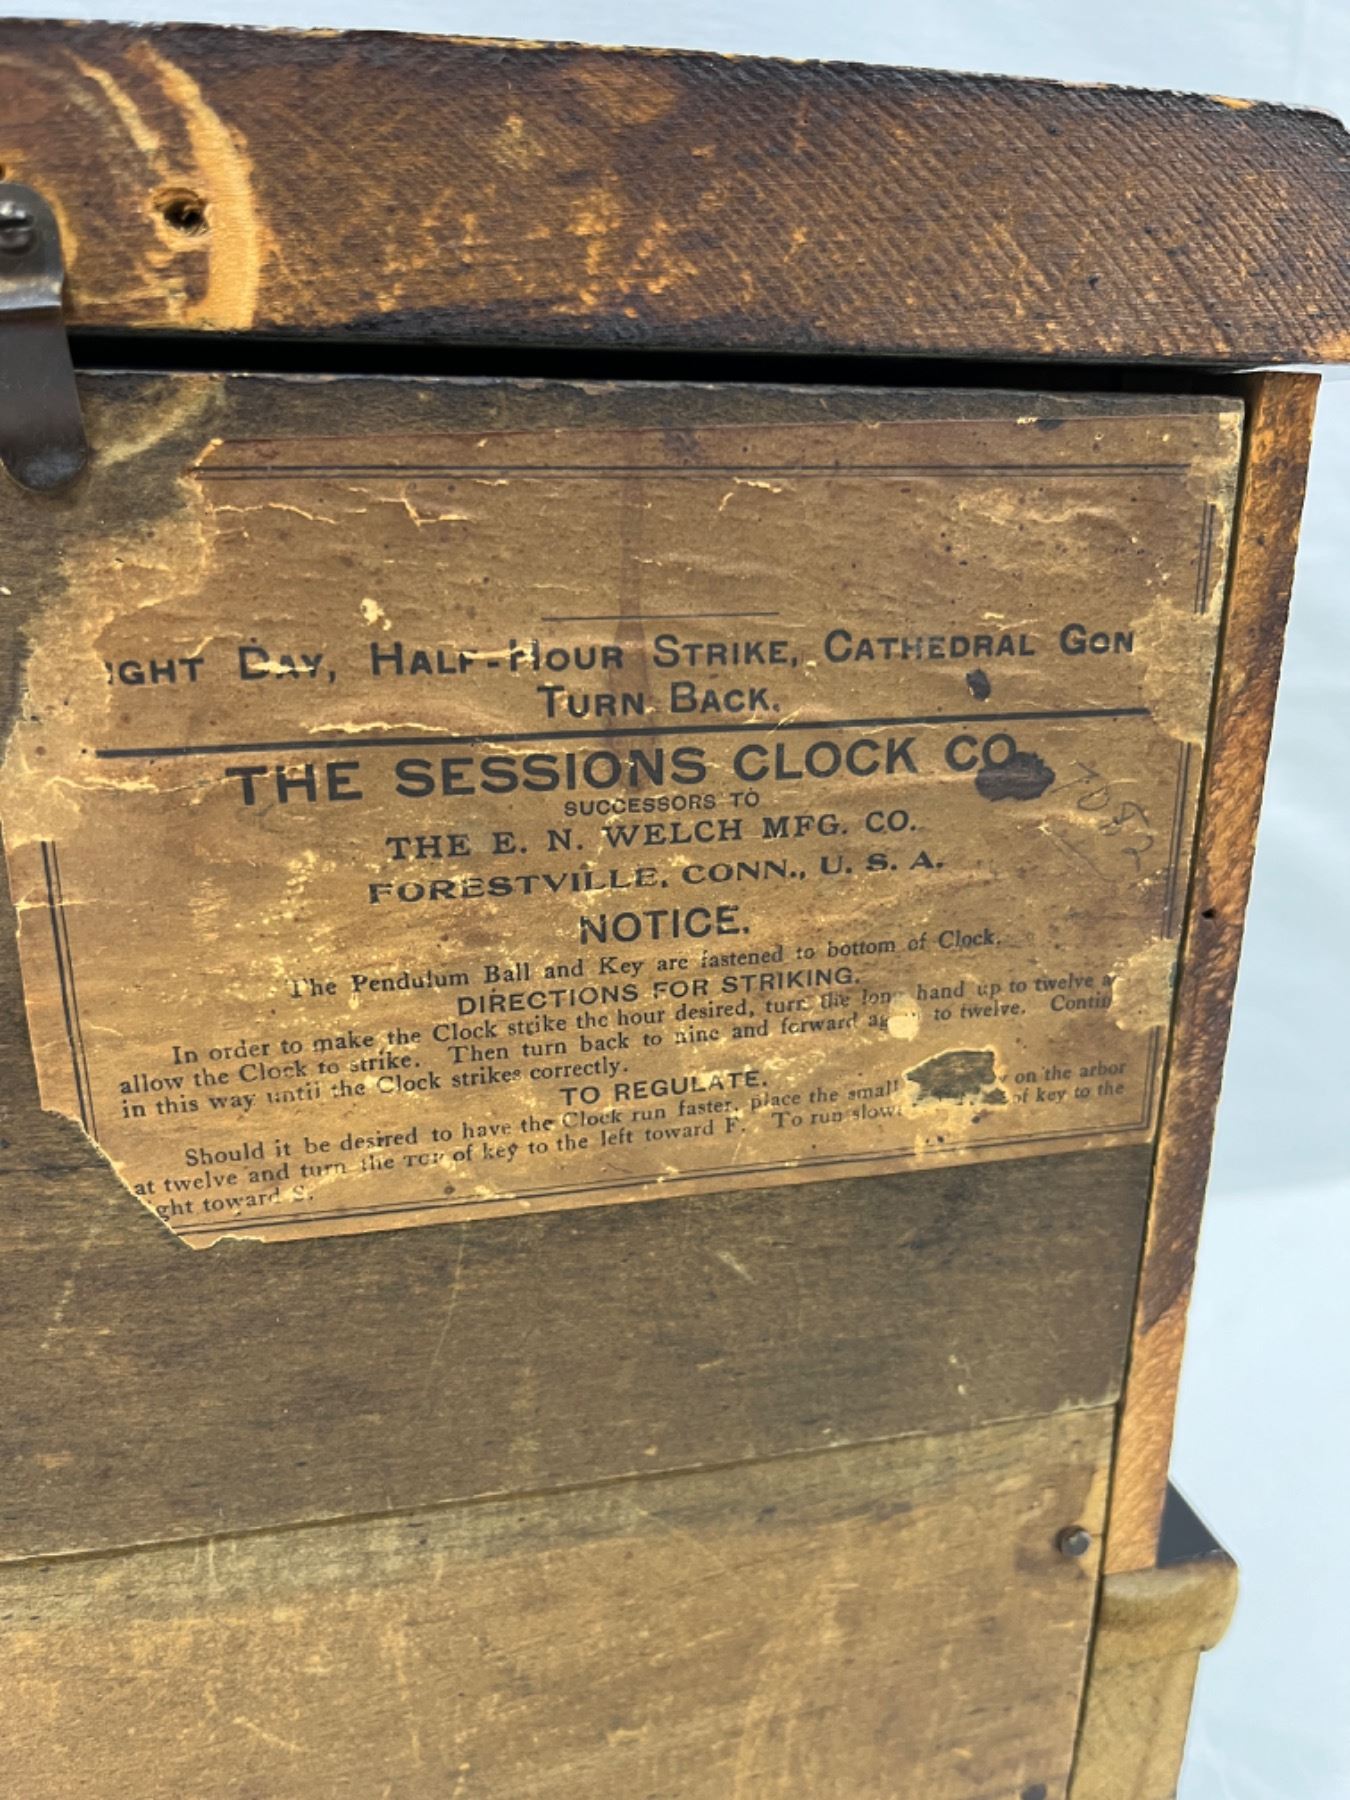 IGHT DAY, HALF-HOUR STRIKE, CATHEDRAL GON
TURN BACK.
THE SESSIONS CLOCK CO
SUCCESSORS TO
THE E. N. WELCH MFG. CO.
FORESTVILLE, CONN., U. S. A.
NOTICE.
The Pendulum Ball and Key are fastened to bottom of Clock.
DIRECTIONS FOR STRIKING.
In order to make the Clock strike the hour desired, turn the long hand up to twelve a
allow the Clock to strike. Then turn back to nine and forward ag to twelve. Contin
in this way until the Clock strikes correctly.
TO REGULATE.
Should it be desired to have the Clock run faster, place the small on the arbor
at twelve and turn the top of key to the left toward F. To run slow of key to the
ght toward S.